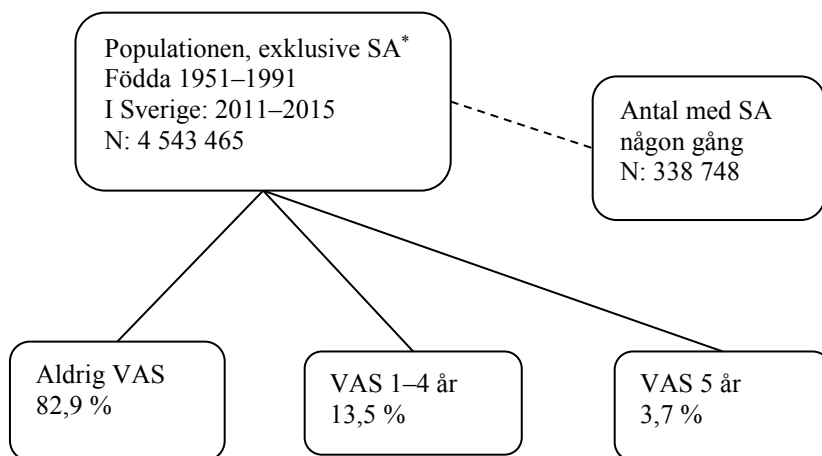 Populationen, exklusive SA*
Födda 1951–1991
I Sverige: 2011–2015
N: 4 543 465
Antal med SA
någon gång
N: 338 748
Aldrig VAS
82,9 %
VAS 1–4 år
13,5 %
VAS 5 år
3,7 %